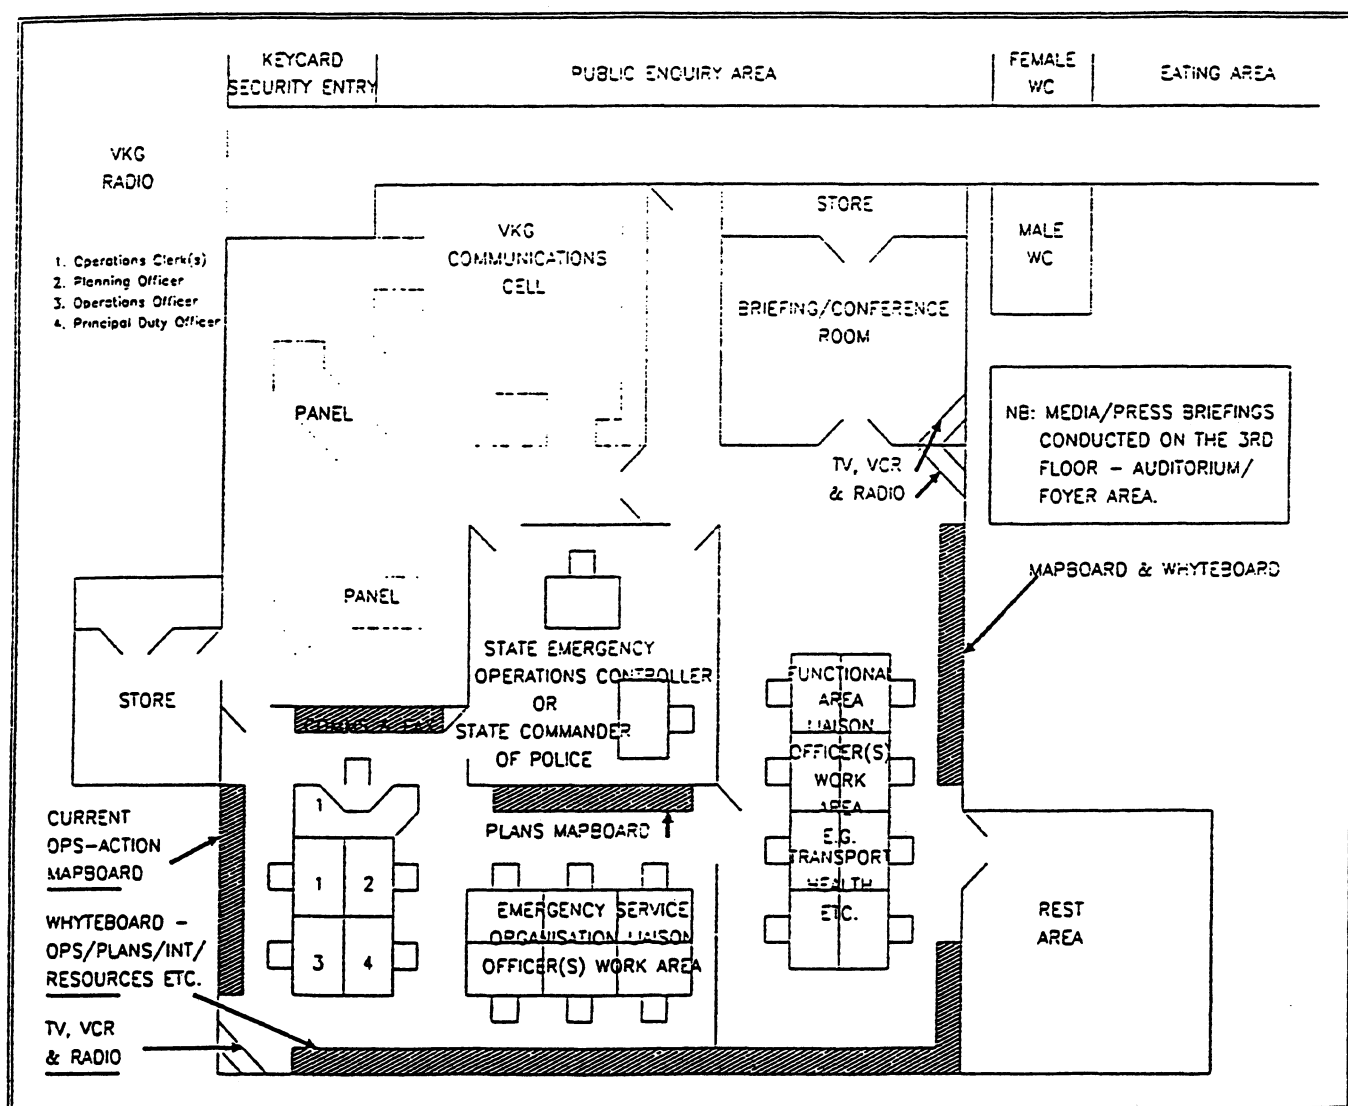 KEYCARD
SECURITY ENTRY
PUBLIC ENQUIRY AREA
FEMALE
WC
EATING AREA
VKG
RADIO
1. Operations Clerk(s)
2. Planning Officer
3. Operations Officer
4. Principal Duty Officer
VKG
COMMUNICATIONS
CELL
STORE
MALE
WC
BRIEFING/CONFERENCE
ROOM
PANEL
NB: MEDIA/PRESS BRIEFINGS
CONDUCTED ON THE 3RD
FLOOR - AUDITORIUM/
FOYER AREA.
TV, VCR
& RADIO
MAPBOARD & WHYTEBOARD
PANEL
STATE EMERGENCY
OPERATIONS CONTROLLER
OR
STATE COMMANDER
OF POLICE
STORE
COMMS & FAX
FUNCTIONAL
AREA
LIAISON
OFFICER(S)
WORK
AREA
E.G.
TRANSPORT
HEALTH
ETC.
CURRENT
OPS-ACTION
MAPBOARD
PLANS MAPBOARD
1
1 2
3 4
EMERGENCY SERVICE
ORGANISATION LIAISON
OFFICER(S) WORK AREA
REST
AREA
WHYTEBOARD -
OPS/PLANS/INT/
RESOURCES ETC.
TV, VCR
& RADIO